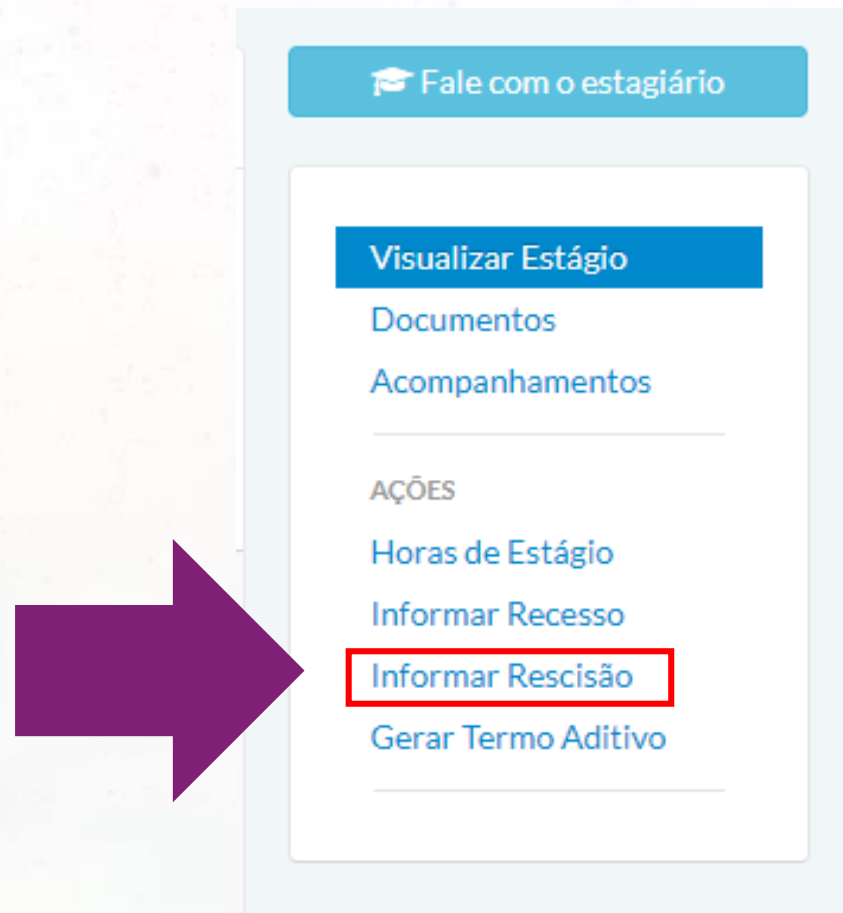 Fale com o estagiário
Visualizar Estágio
Documentos
Acompanhamentos
AÇÕES
Horas de Estágio
Informar Recesso
Informar Rescisão
Gerar Termo Aditivo